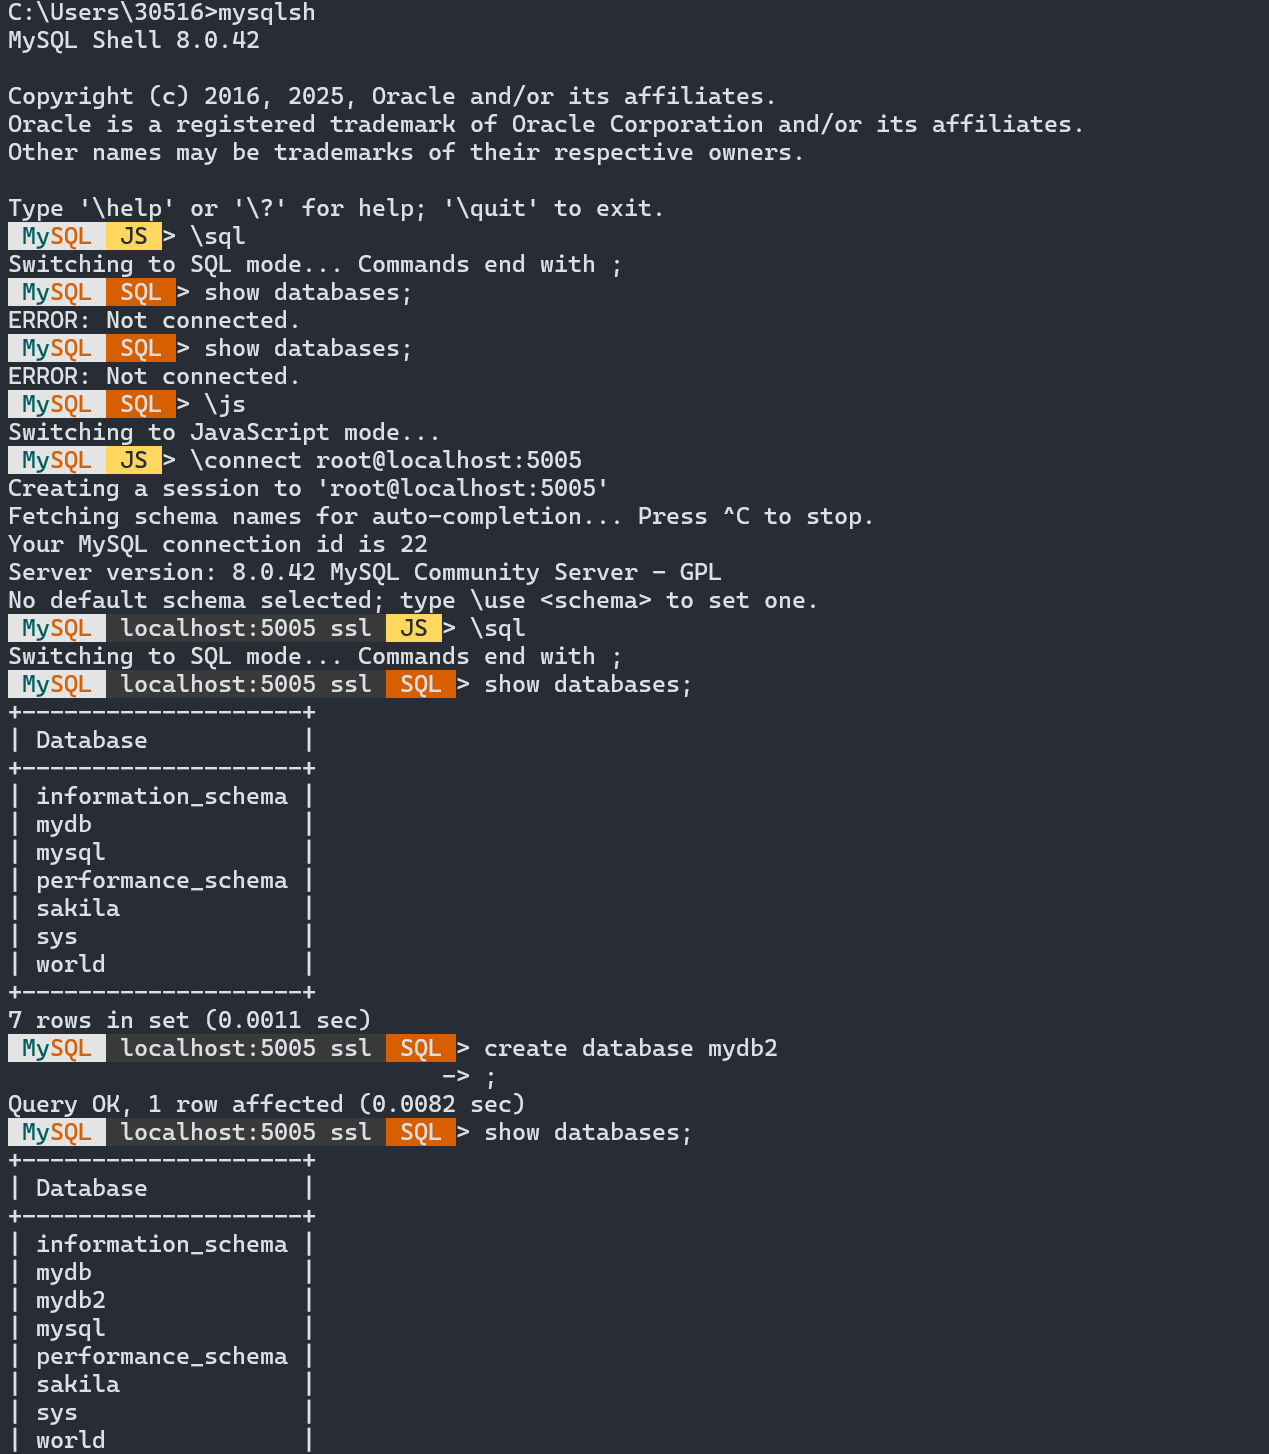 C:\Users\30516>mysqlsh
MySQL Shell 8.0.42
Copyright (c) 2016, 2025, Oracle and/or its affiliates.
Oracle is a registered trademark of Oracle Corporation and/or its affiliates.
Other names may be trademarks of their respective owners.
Type '\help' or '\?' for help; '\quit' to exit.
MySQL JS > \sql
Switching to SQL mode... Commands end with ;
MySQL SQL > show databases;
ERROR: Not connected.
MySQL SQL > show databases;
ERROR: Not connected.
MySQL SQL > \js
Switching to JavaScript mode...
MySQL JS > \connect root@localhost:5005
Creating a session to 'root@localhost:5005'
Fetching schema names for auto-completion... Press ^C to stop.
Your MySQL connection id is 22
Server version: 8.0.42 MySQL Community Server - GPL
No default schema selected; type \use <schema> to set one.
MySQL localhost:5005 ssl JS > \sql
Switching to SQL mode... Commands end with ;
MySQL localhost:5005 ssl SQL > show databases;
+--------------------+
| Database           |
+--------------------+
| information_schema |
| mydb               |
| mysql              |
| performance_schema |
| sakila             |
| sys                |
| world              |
+--------------------+
7 rows in set (0.0011 sec)
MySQL localhost:5005 ssl SQL > create database mydb2
-> ;
Query OK, 1 row affected (0.0082 sec)
MySQL localhost:5005 ssl SQL > show databases;
+--------------------+
| Database           |
+--------------------+
| information_schema |
| mydb               |
| mydb2              |
| mysql              |
| performance_schema |
| sakila             |
| sys                |
| world              |